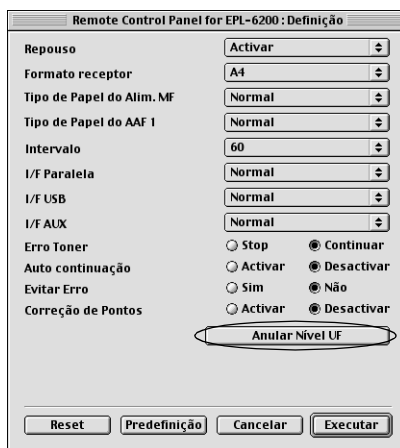 Remote Control Panel for EPL-6200 : Definição
Repouso Activar
Formato receptor A4
Tipo de Papel do Alim. MF Normal
Tipo de Papel do AAF 1 Normal
Intervalo 60
I/F Paralela Normal
I/F USB Normal
I/F AUX Normal
Erro Toner Stop Continuar
Auto continuação Activar Desactivar
Evitar Erro Sim Não
Correcção de Pontos Activar Desactivar
Anular Nível UF
Reset Predefinição Cancelar Executar